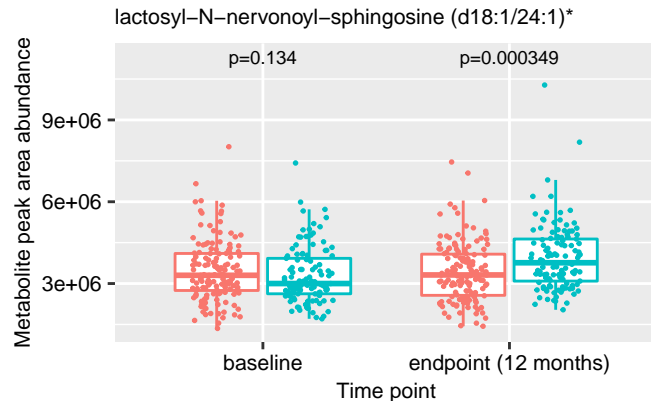 lactosyl−N−nervonoyl−sphingosine (d18:1/24:1)*
p=0.134 p=0.000349
Metabolite peak area abundance
9e+06
6e+06
3e+06
baseline endpoint (12 months)
Time point